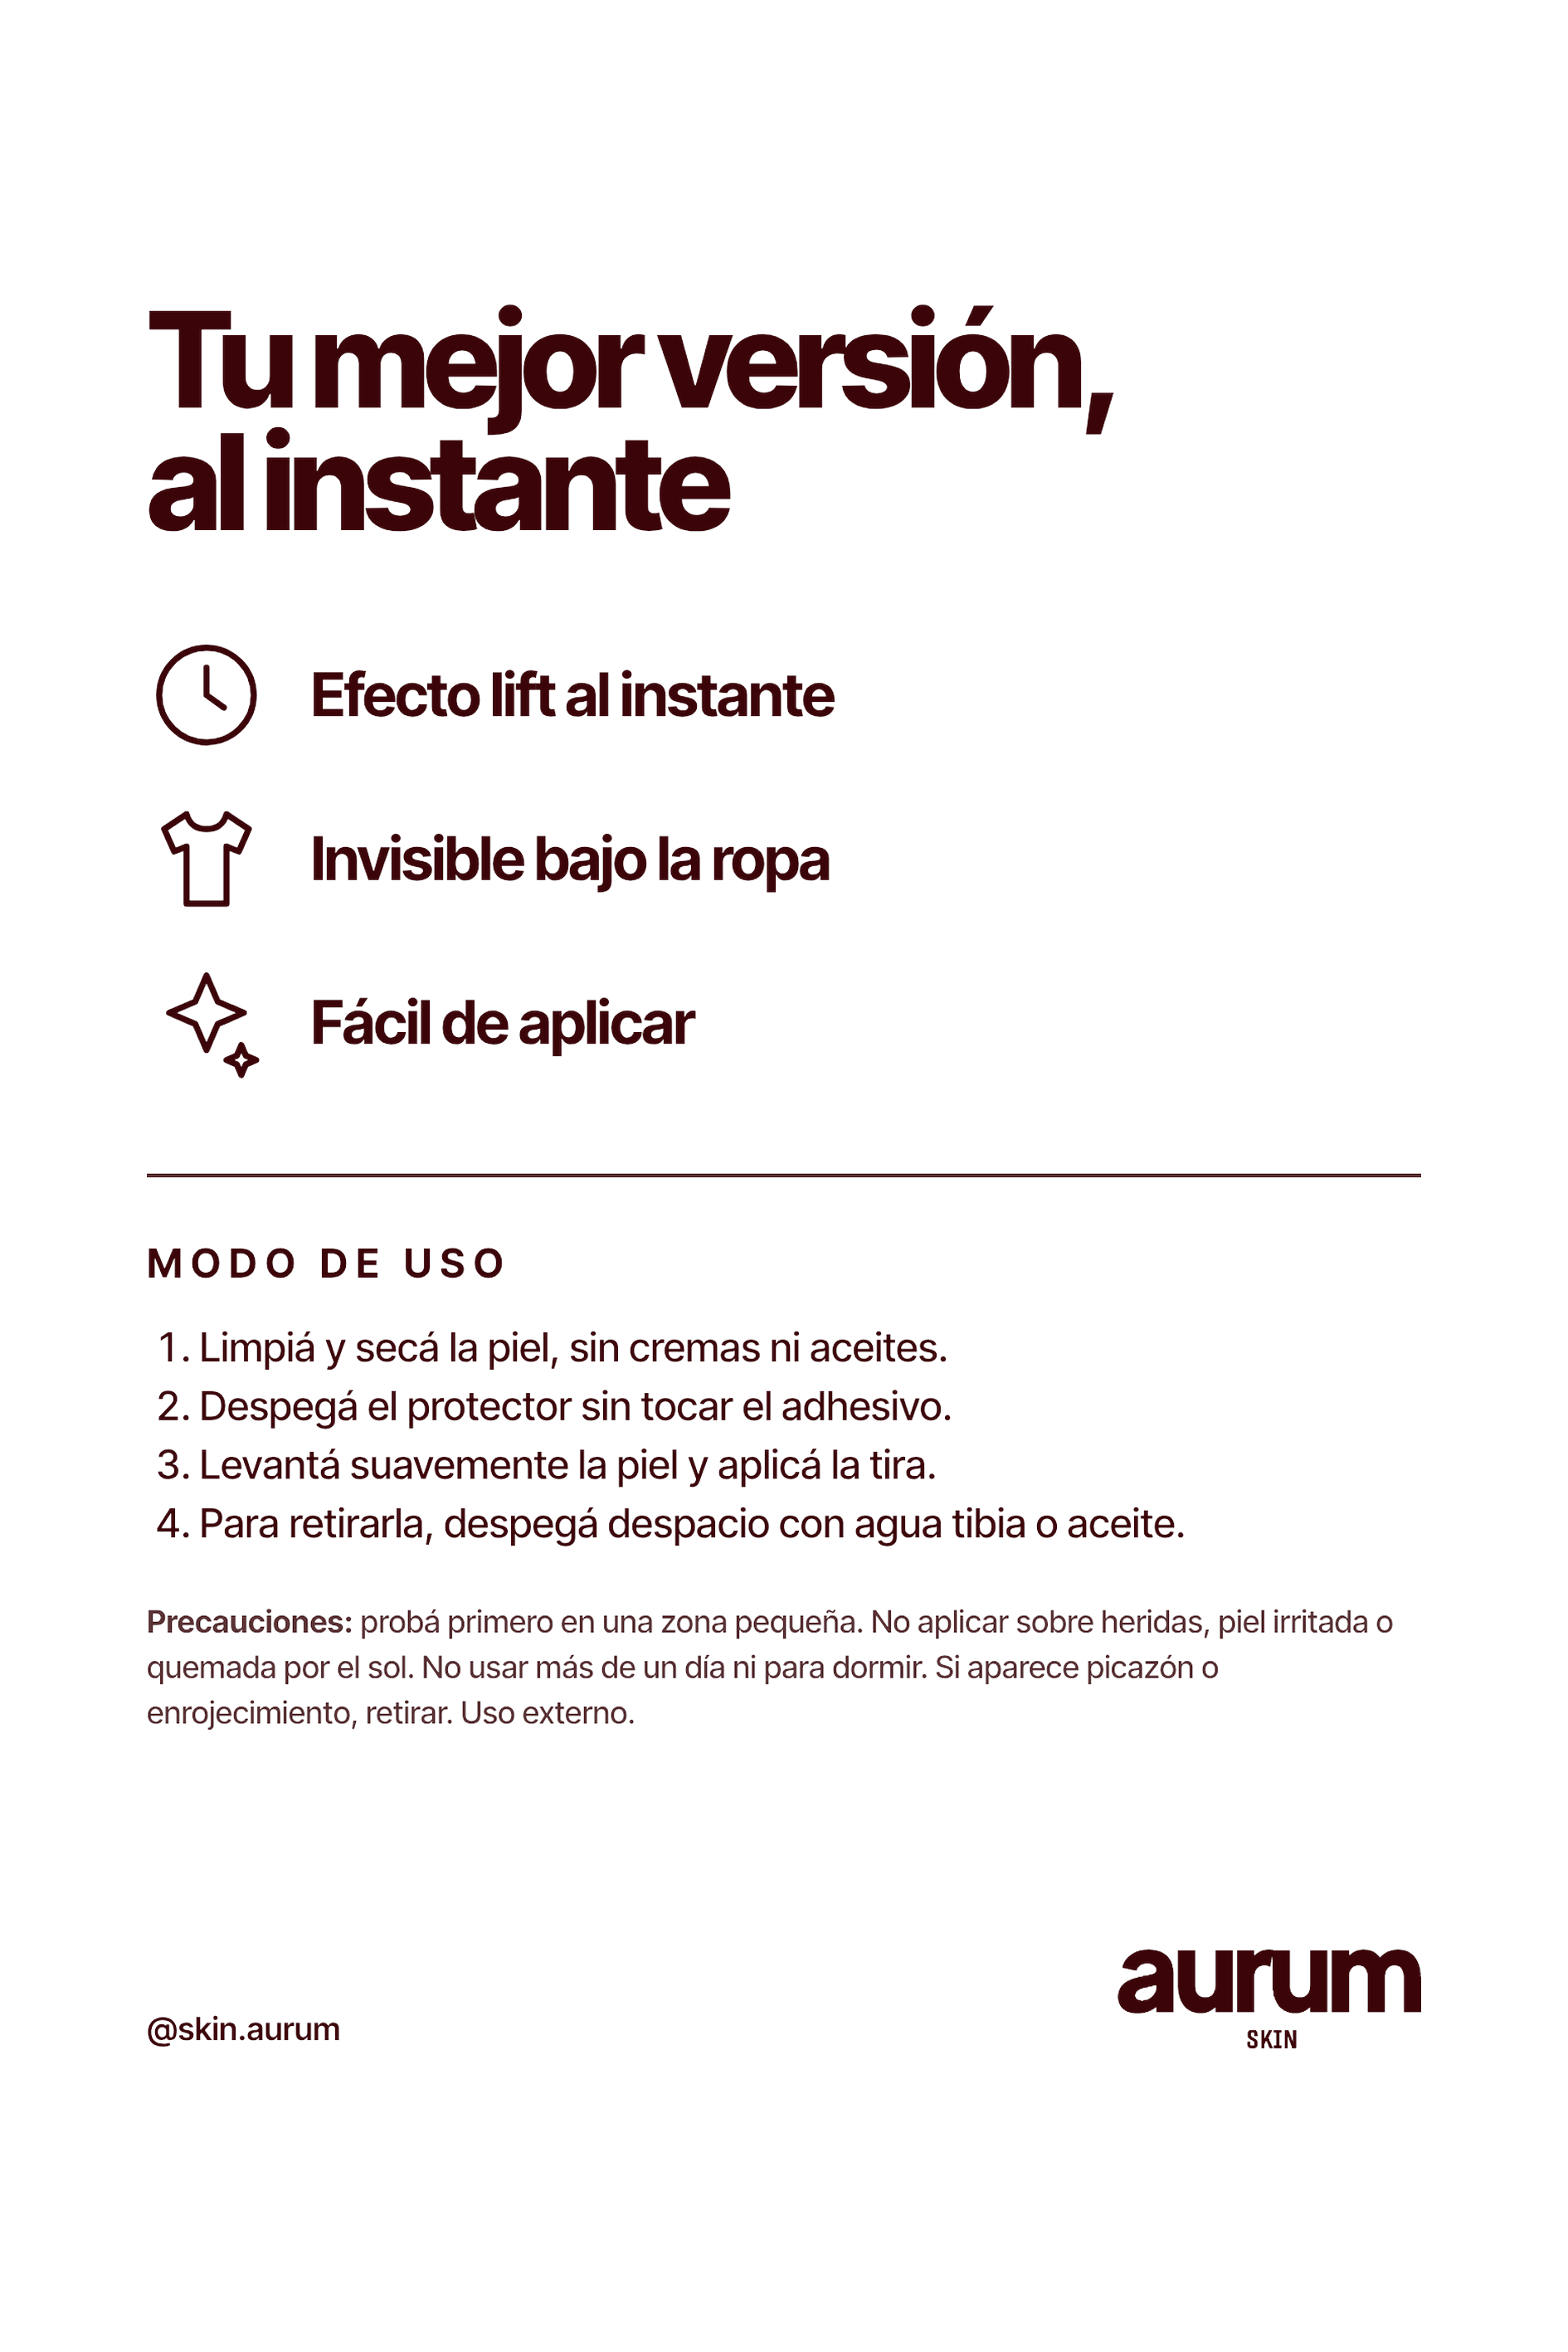 Tu mejor versión,
al instante
Efecto lift al instante
Invisible bajo la ropa
Fácil de aplicar
MODO DE USO
1. Limpiá y secá la piel, sin cremas ni aceites.
2. Despegá el protector sin tocar el adhesivo.
3. Levantá suavemente la piel y aplicá la tira.
4. Para retirarla, despegá despacio con agua tibia o aceite.
Precauciones: probá primero en una zona pequeña. No aplicar sobre heridas, piel irritada o
quemada por el sol. No usar más de un día ni para dormir. Si aparece picazón o
enrojecimiento, retirar. Uso externo.
@skin.aurum
aurum
SKIN